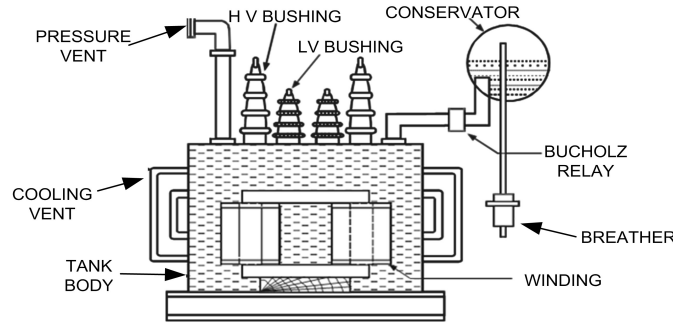 H V BUSHING
CONSERVATOR
PRESSURE
VENT
LV BUSHING
BUCHOLZ
RELAY
COOLING
VENT
BREATHER
TANK
BODY
WINDING